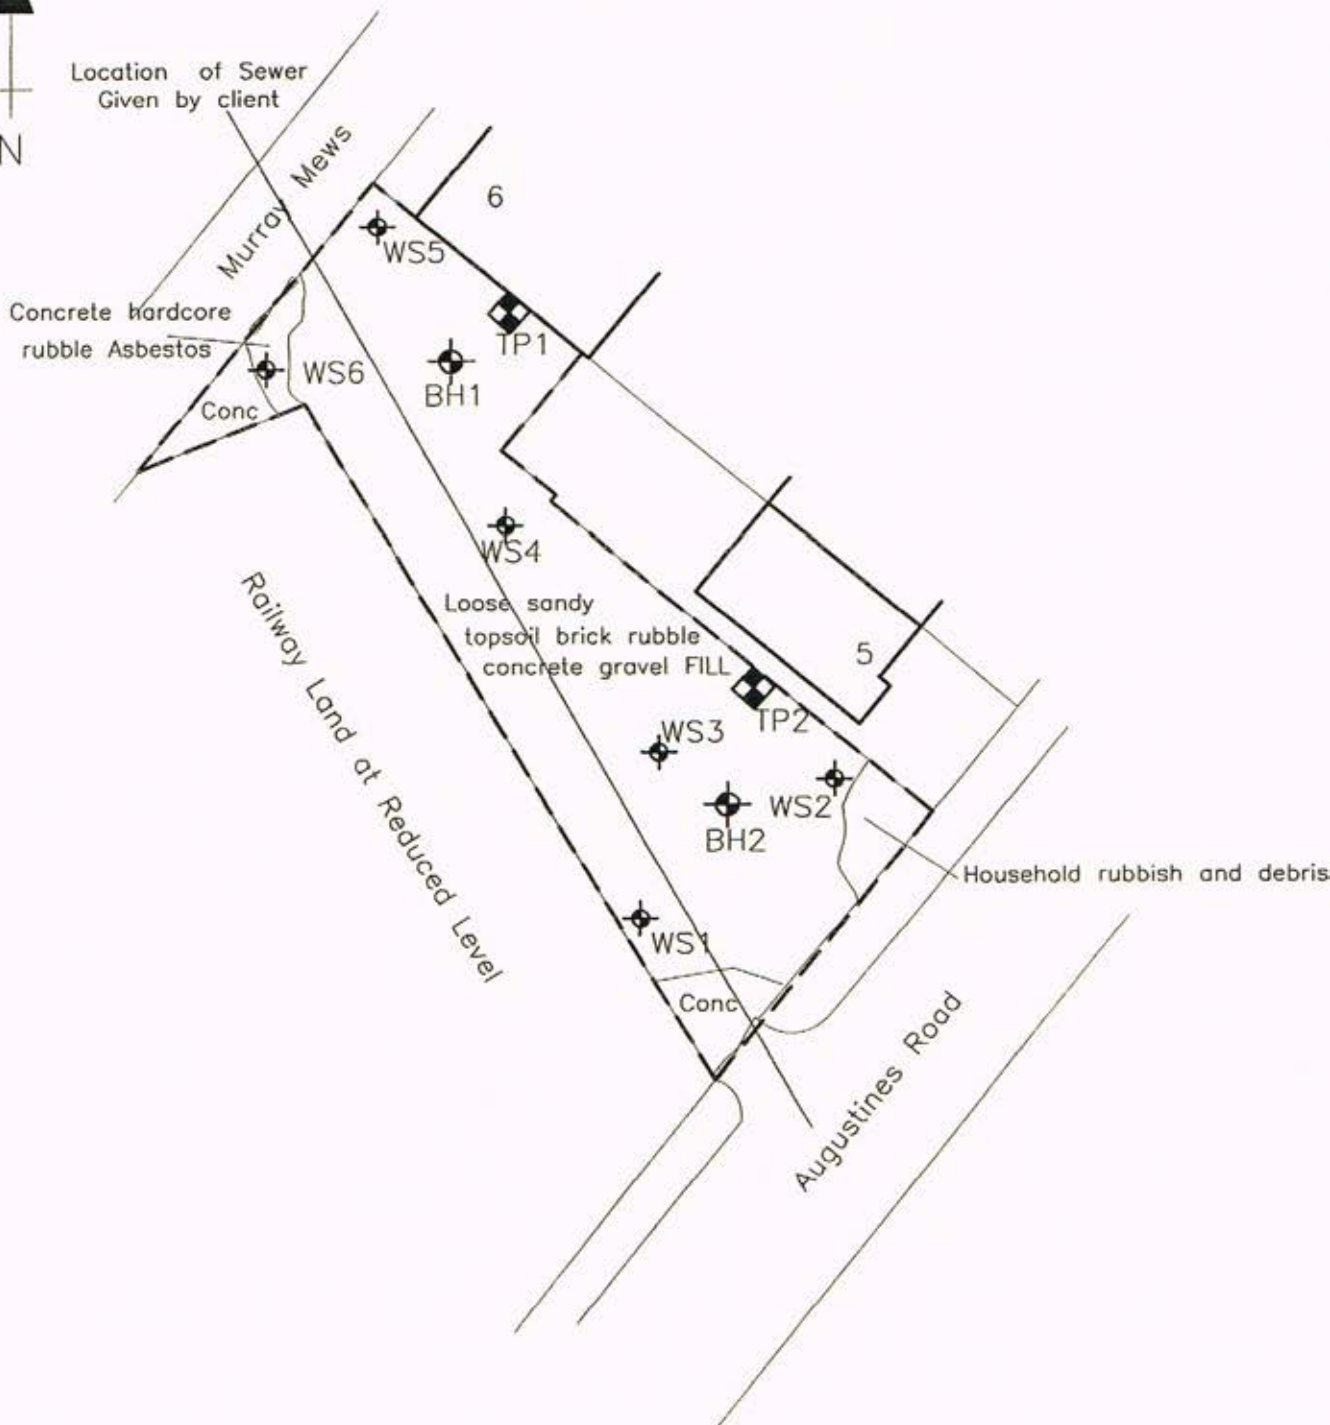 Location of Sewer
Given by client
N
Murray Mews
6
WS5
Concrete hardcore
rubble Asbestos
TP1
WS6
BH1
Conc
WS4
Railway Land at Reduced Level
Loose sandy
topsoil brick rubble
concrete gravel FILL
5
TP2
WS3
WS2
BH2
Household rubbish and debris
WS1
Conc
Augustines Road